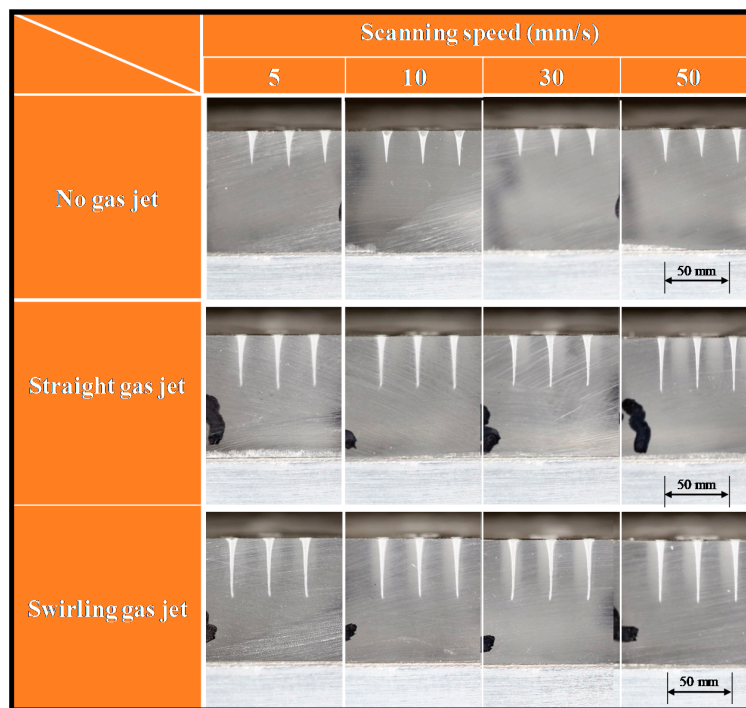 Scanning speed (mm/s)
5 10 30 50
No gas jet
50 mm
Straight gas jet
50 mm
Swirling gas jet
50 mm